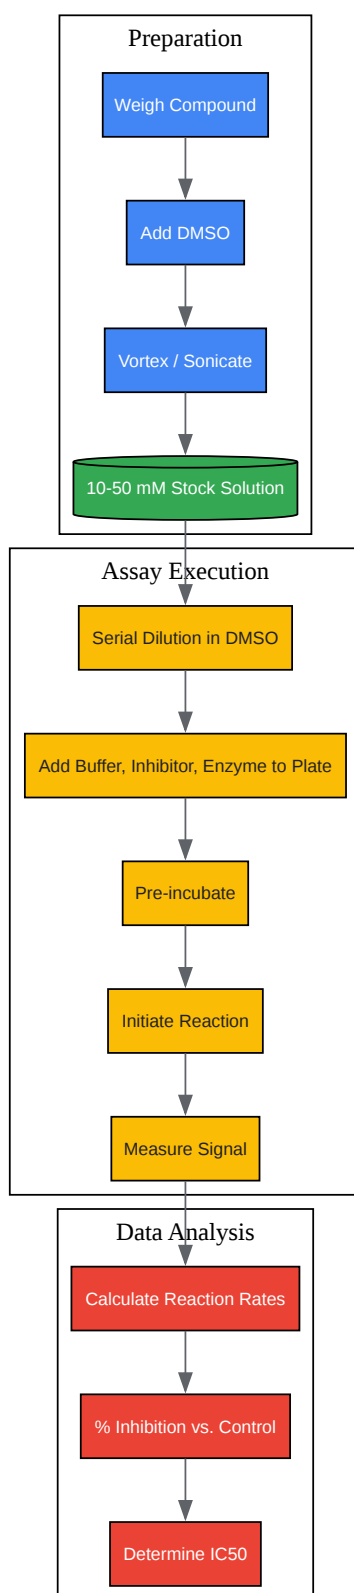 Preparation
Weigh Compound
Add DMSO
Vortex / Sonicate
10-50 mM Stock Solution
Assay Execution
Serial Dilution in DMSO
Add Buffer, Inhibitor, Enzyme to Plate
Pre-incubate
Initiate Reaction
Measure Signal
Data Analysis
Calculate Reaction Rates
% Inhibition vs. Control
Determine IC50